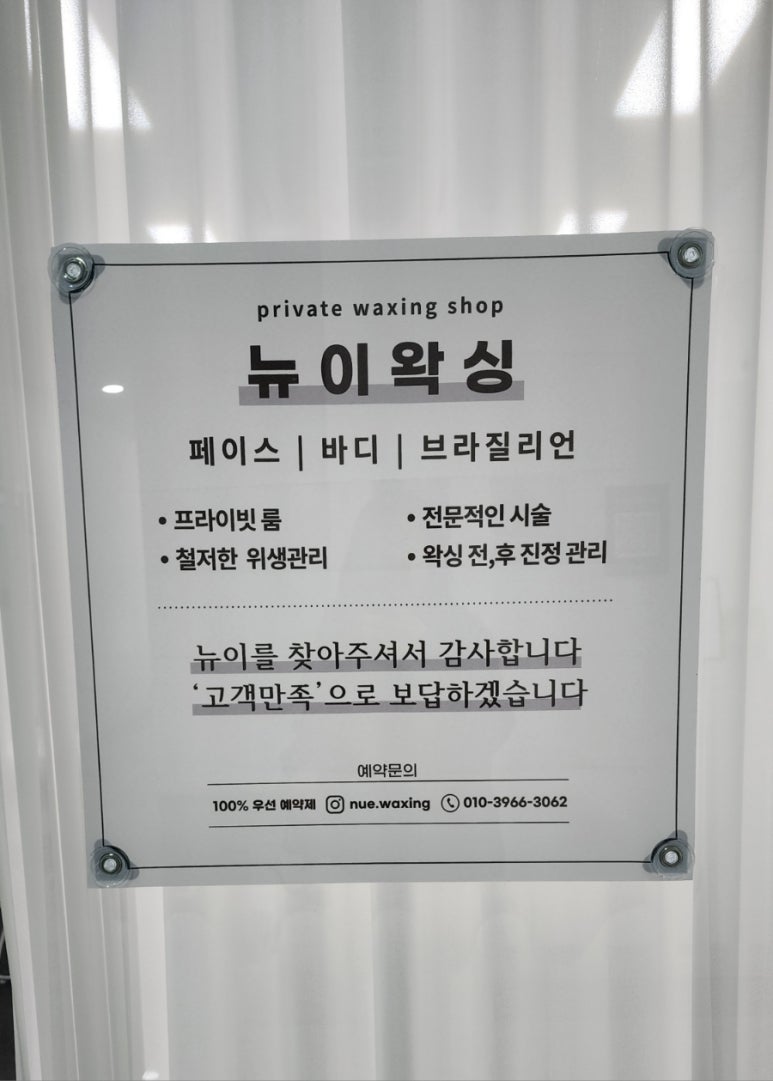 private waxing shop
뉴이왁싱
페이스 | 바디 | 브라질리언
• 프라이빗 룸 • 전문적인 시술
• 철저한 위생관리 • 왁싱 전,후 진정 관리
뉴이를 찾아주셔서 감사합니다
‘고객만족’으로 보답하겠습니다
예약문의
100% 우선 예약제 nue.waxing 010-3966-3062